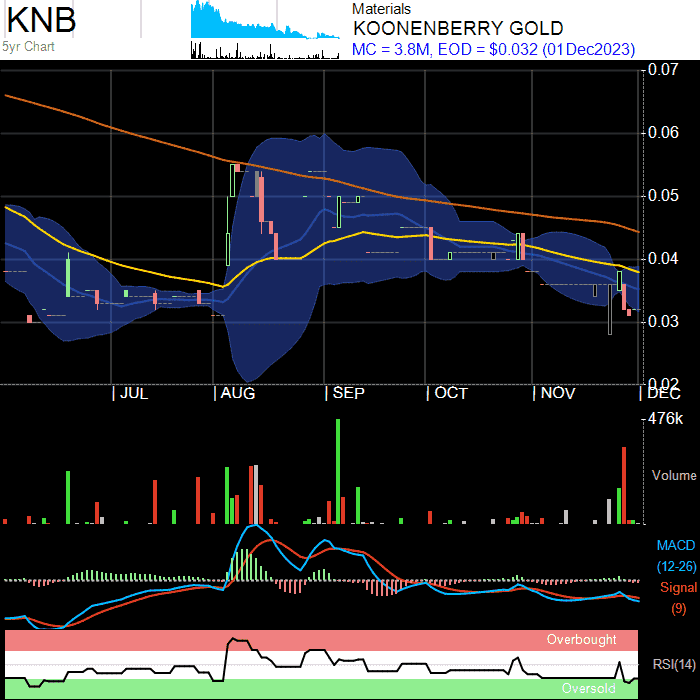 KNB
5yr Chart
Materials
KOONENBERRY GOLD
MC = 3.8M, EOD = $0.032 (01Dec2023)
0.07
0.06
0.05
0.04
0.03
0.02
JUL AUG SEP OCT NOV DEC
476k
Volume
MACD
(12-26)
Signal
(9)
Overbought
RSI(14)
Oversold